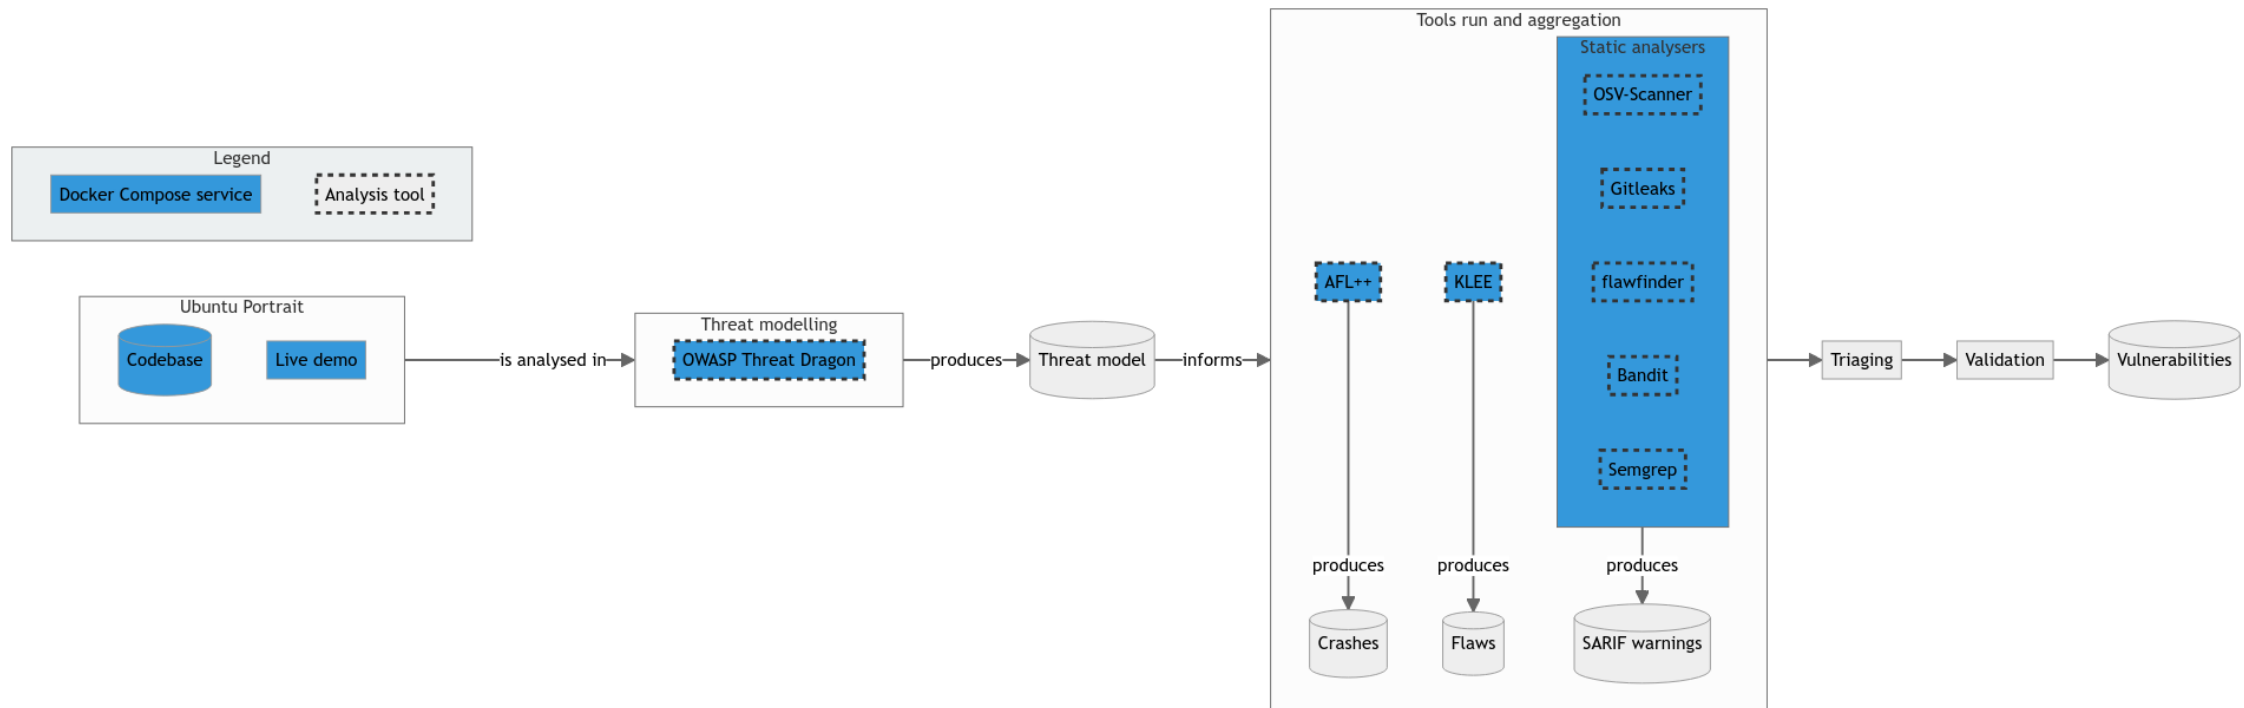 Legend
Docker Compose service
Analysis tool
Ubuntu Portrait
Codebase
Live demo
is analysed in
Threat modelling
OWASP Threat Dragon
produces
Threat model
informs
Tools run and aggregation
Static analysers
OSV-Scanner
Gitleaks
flawfinder
Bandit
Semgrep
AFL++
KLEE
produces
produces
produces
Crashes
Flaws
SARIF warnings
Triaging
Validation
Vulnerabilities